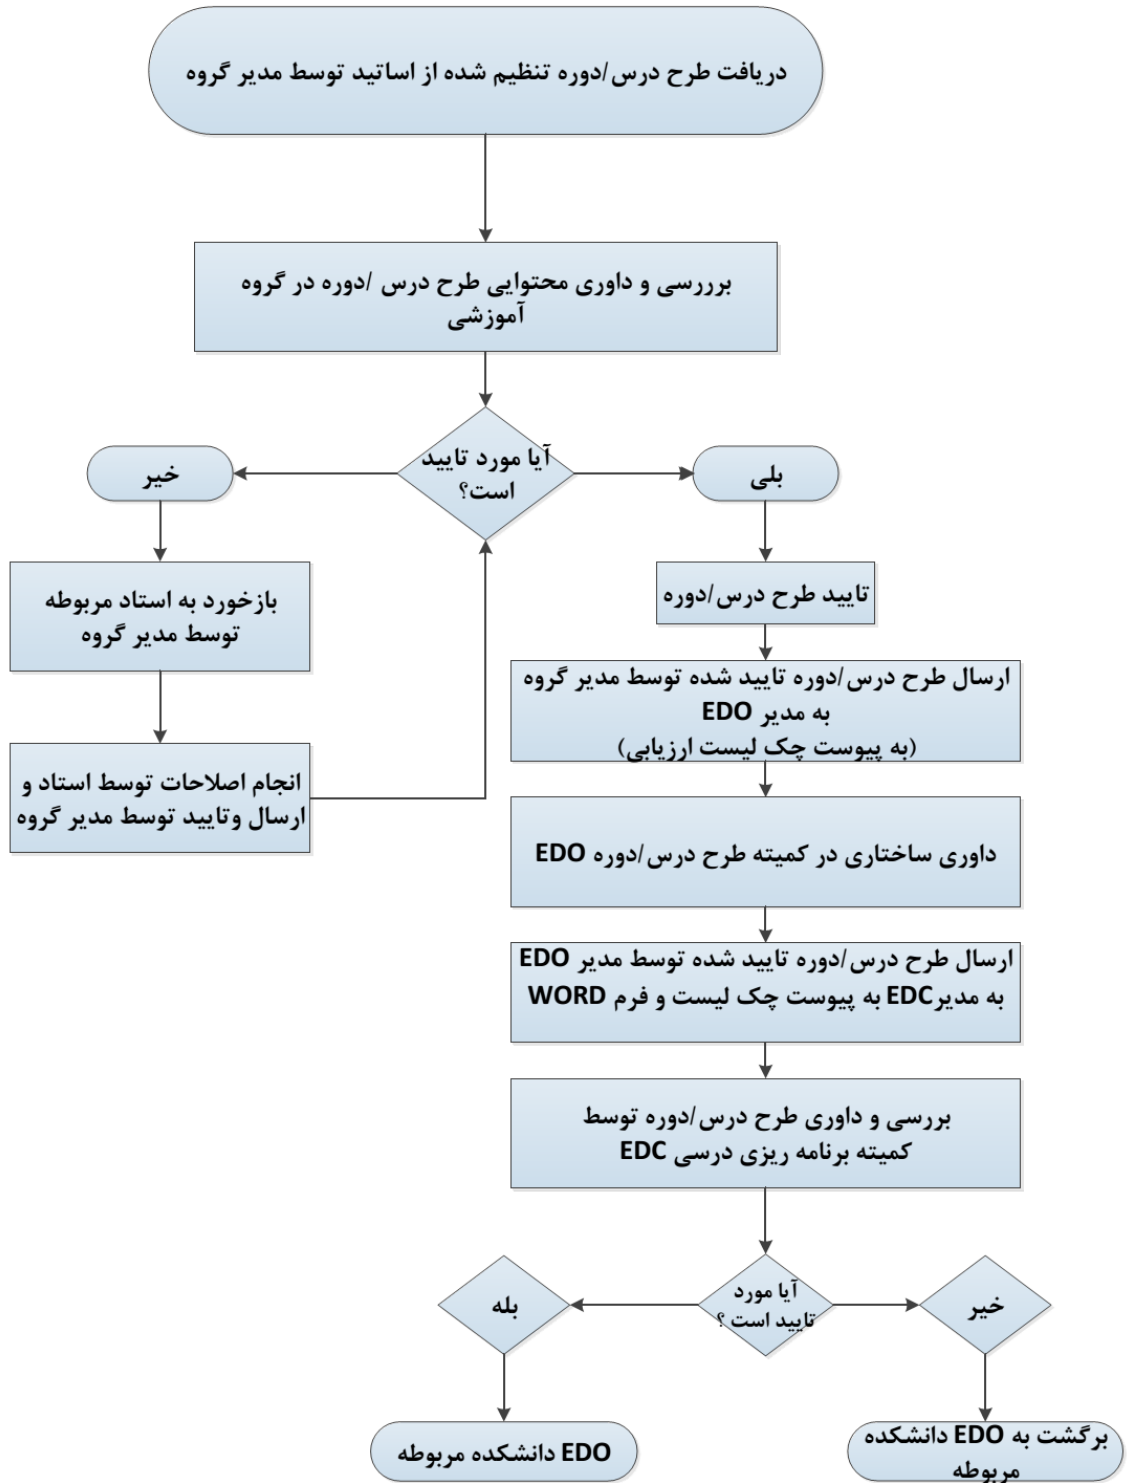 دریافت طرح درس/دوره تنظیم شده از اساتید توسط مدیر گروه
برررسی و داوری محتوایی طرح درس /دوره در گروه
آموزشی
آیا مورد تایید
است؟
بلی
خیر
تایید طرح درس/دوره
بازخورد به استاد مربوطه
توسط مدیر گروه
ارسال طرح درس/دوره تایید شده توسط مدیر گروه
به مدیر EDO
(به پیوست چک لیست ارزیابی)
انجام اصلاحات توسط استاد و
ارسال وتایید توسط مدیر گروه
داوری ساختاری در کمیته طرح درس/دوره EDO
ارسال طرح درس/دوره تایید شده توسط مدیر EDO
به مدیرEDC به پیوست چک لیست و فرم WORD
بررسی و داوری طرح درس/دوره توسط
کمیته برنامه ریزی درسی EDC
آیا مورد
تایید است ؟
خیر
بله
برگشت به EDO دانشکده
مربوطه
EDO دانشکده مربوطه